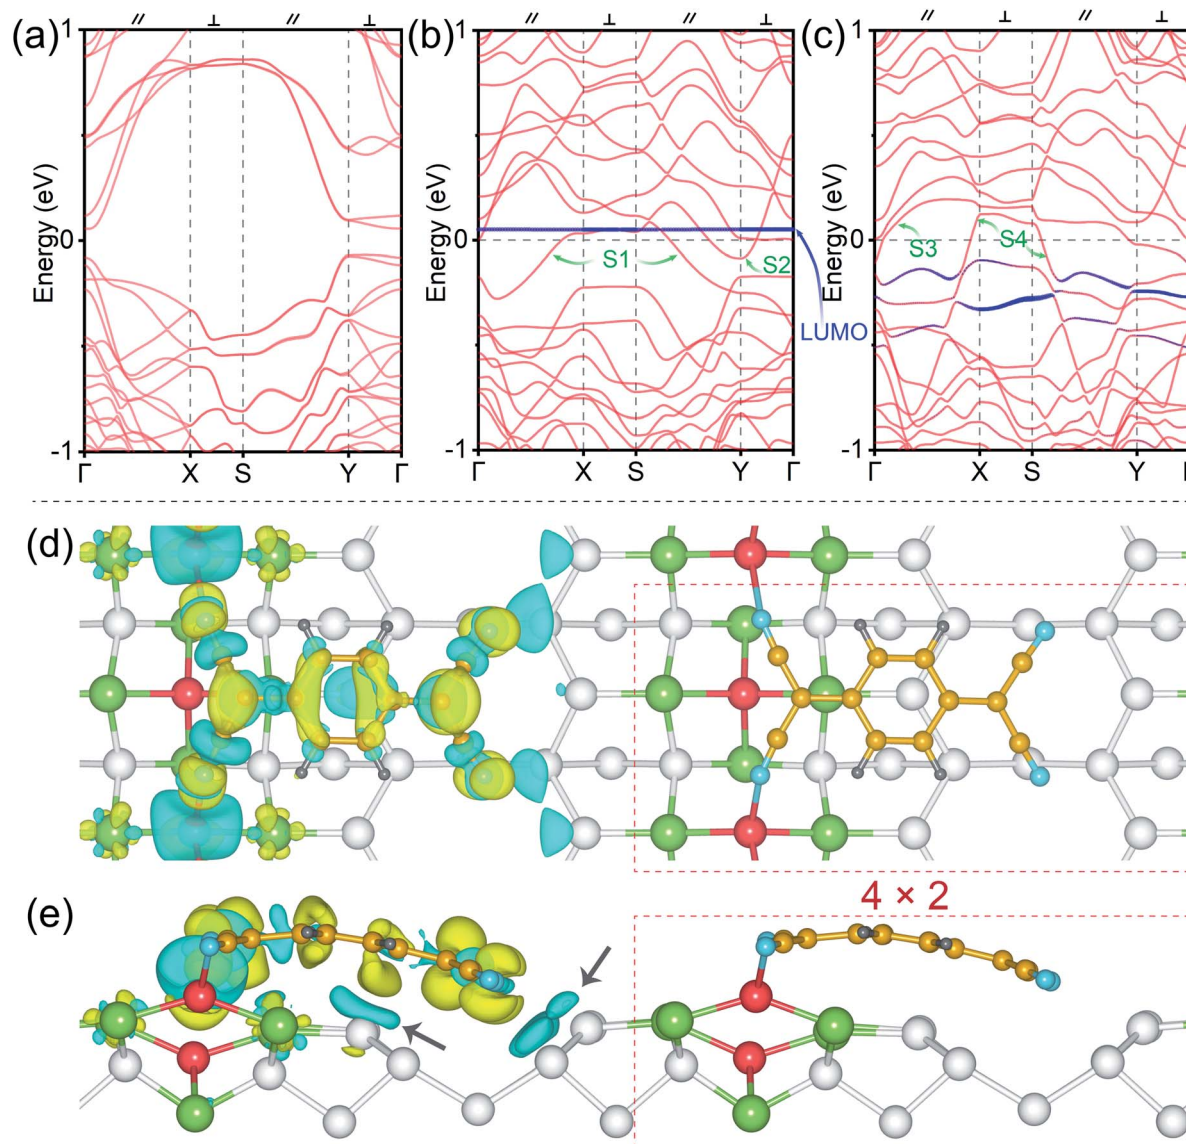 (a) (b) (c)
// ⊥ // ⊥
// ⊥ // ⊥
// ⊥ // ⊥
Energy (eV)
1
0
-1
Γ X S Y Γ
Energy (eV)
1
0
-1
S1
S2
LUMO
Γ X S Y Γ
Energy (eV)
1
0
-1
S3
S4
Γ X S Y
(d)
4 × 2
(e)